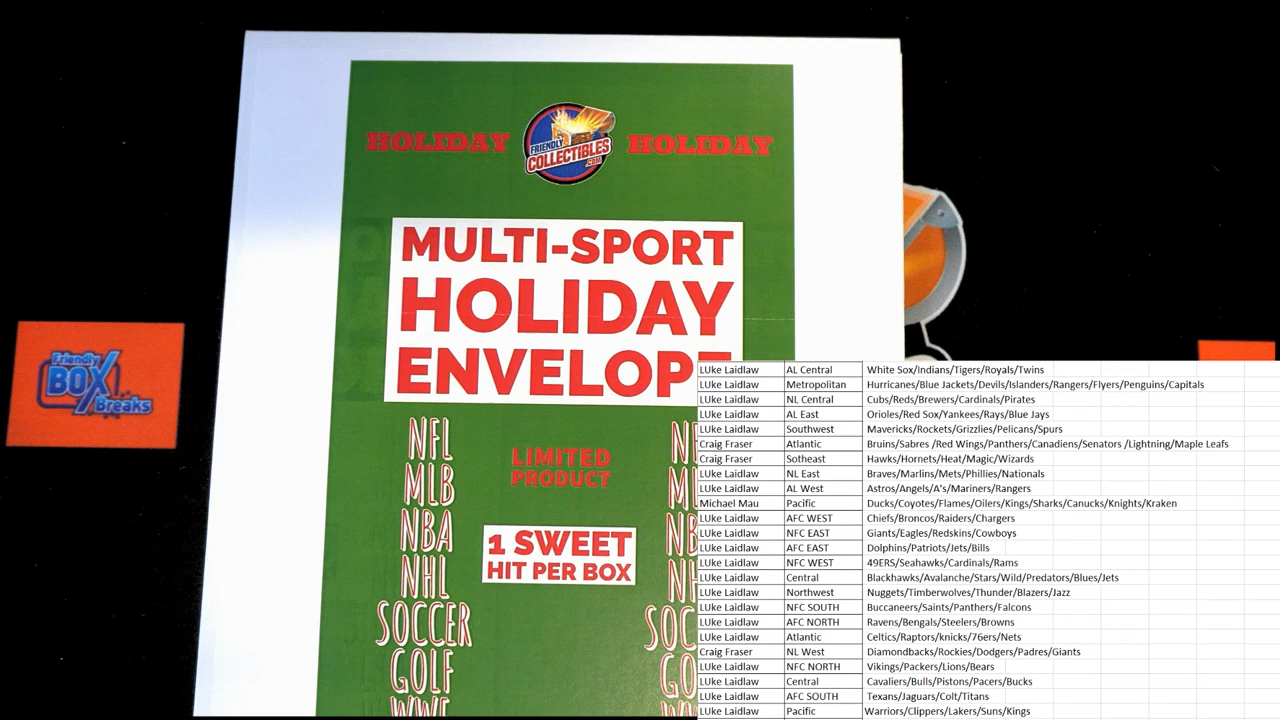 HOLIDAY
FRIENDLY
COLLECTIBLES
.COM
HOLIDAY
MULTI-SPORT
HOLIDAY
ENVELOP
NFL
MLB
NBA
NHL
SOCCER
GOLF
LIMITED
PRODUCT
1 SWEET
HIT PER BOX
SOC
GO
Friendly
BOX
Breaks
LUke Laidlaw AL Central White Sox/Indians/Tigers/Royals/Twins
LUke Laidlaw Metropolitan Hurricanes/Blue Jackets/Devils/Islanders/Rangers/Flyers/Penguins/Capitals
LUke Laidlaw NL Central Cubs/Reds/Brewers/Cardinals/Pirates
LUke Laidlaw AL East Orioles/Red Sox/Yankees/Rays/Blue Jays
LUke Laidlaw Southwest Mavericks/Rockets/Grizzlies/Pelicans/Spurs
Craig Fraser Atlantic Bruins/Sabres /Red Wings/Panthers/Canadiens/Senators /Lightning/Maple Leafs
Craig Fraser Sotheast Hawks/Hornets/Heat/Magic/Wizards
LUke Laidlaw NL East Braves/Marlins/Mets/Phillies/Nationals
LUke Laidlaw AL West Astros/Angels/A's/Mariners/Rangers
Michael Mau Pacific Ducks/Coyotes/Flames/Oilers/Kings/Sharks/Canucks/Knights/Kraken
LUke Laidlaw AFC WEST Chiefs/Broncos/Raiders/Chargers
LUke Laidlaw NFC EAST Giants/Eagles/Redskins/Cowboys
LUke Laidlaw AFC EAST Dolphins/Patriots/Jets/Bills
LUke Laidlaw NFC WEST 49ERS/Seahawks/Cardinals/Rams
LUke Laidlaw Central Blackhawks/Avalanche/Stars/Wild/Predators/Blues/Jets
LUke Laidlaw Northwest Nuggets/Timberwolves/Thunder/Blazers/Jazz
LUke Laidlaw NFC SOUTH Buccaneers/Saints/Panthers/Falcons
LUke Laidlaw AFC NORTH Ravens/Bengals/Steelers/Browns
LUke Laidlaw Atlantic Celtics/Raptors/knicks/76ers/Nets
Craig Fraser NL West Diamondbacks/Rockies/Dodgers/Padres/Giants
LUke Laidlaw NFC NORTH Vikings/Packers/Lions/Bears
LUke Laidlaw Central Cavaliers/Bulls/Pistons/Pacers/Bucks
LUke Laidlaw AFC SOUTH Texans/Jaguars/Colt/Titans
LUke Laidlaw Pacific Warriors/Clippers/Lakers/Suns/Kings